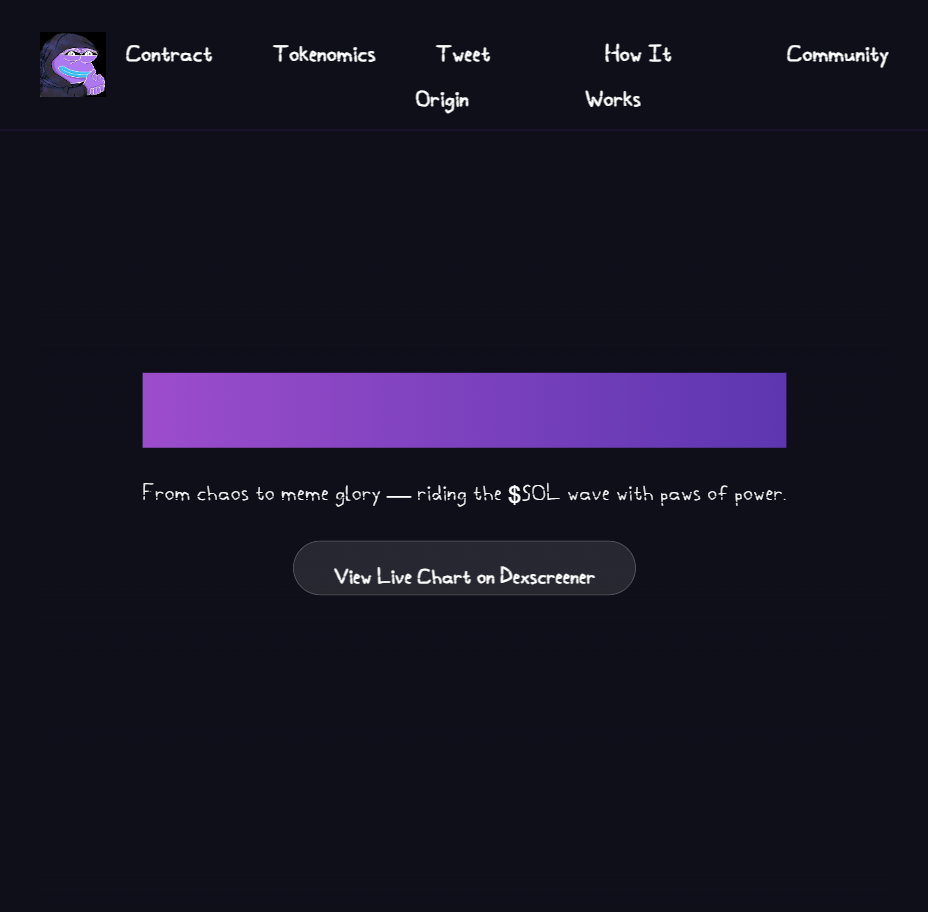 Contract
Tokenomics
Tweet
Origin
How It
Works
Community
From chaos to meme glory — riding the $SOL wave with paws of power.
View Live Chart on Dexscreener